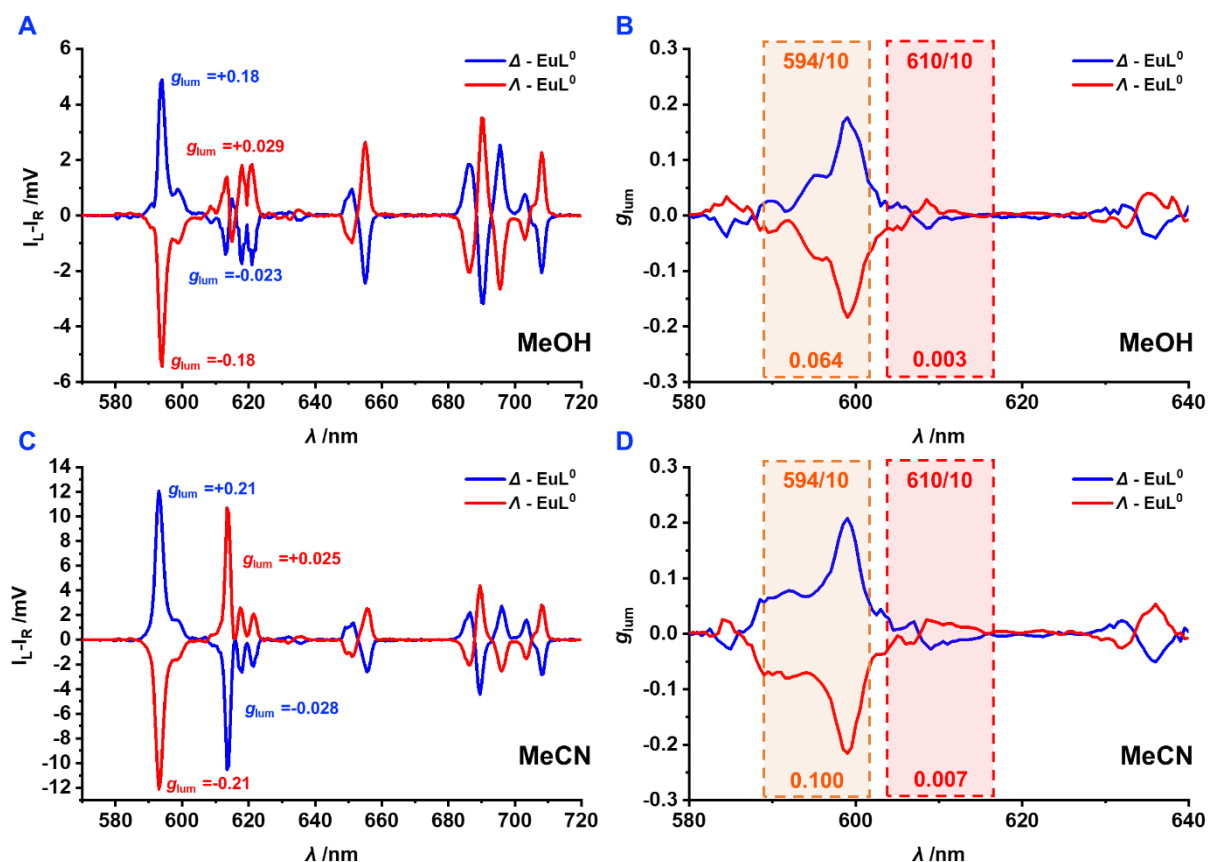 A
Δ - EuL⁰
Λ - EuL⁰
g_lum =+0.18
g_lum =+0.029
g_lum =-0.023
g_lum =-0.18
MeOH
I_L-I_R /mV
6
4
2
0
-2
-4
-6
580 600 620 640 660 680 700 720
λ /nm
B
594/10
610/10
Δ - EuL⁰
Λ - EuL⁰
0.064
0.003
MeOH
g_lum
0.3
0.2
0.1
0.0
-0.1
-0.2
-0.3
580 600 620 640
λ /nm
C
Δ - EuL⁰
Λ - EuL⁰
g_lum =+0.21
g_lum =+0.025
g_lum =-0.028
g_lum =-0.21
MeCN
I_L-I_R /mV
14
12
10
8
6
4
2
0
-2
-4
-6
-8
-10
-12
580 600 620 640 660 680 700 720
λ /nm
D
594/10
610/10
Δ - EuL⁰
Λ - EuL⁰
0.100
0.007
MeCN
g_lum
0.3
0.2
0.1
0.0
-0.1
-0.2
-0.3
580 600 620 640
λ /nm